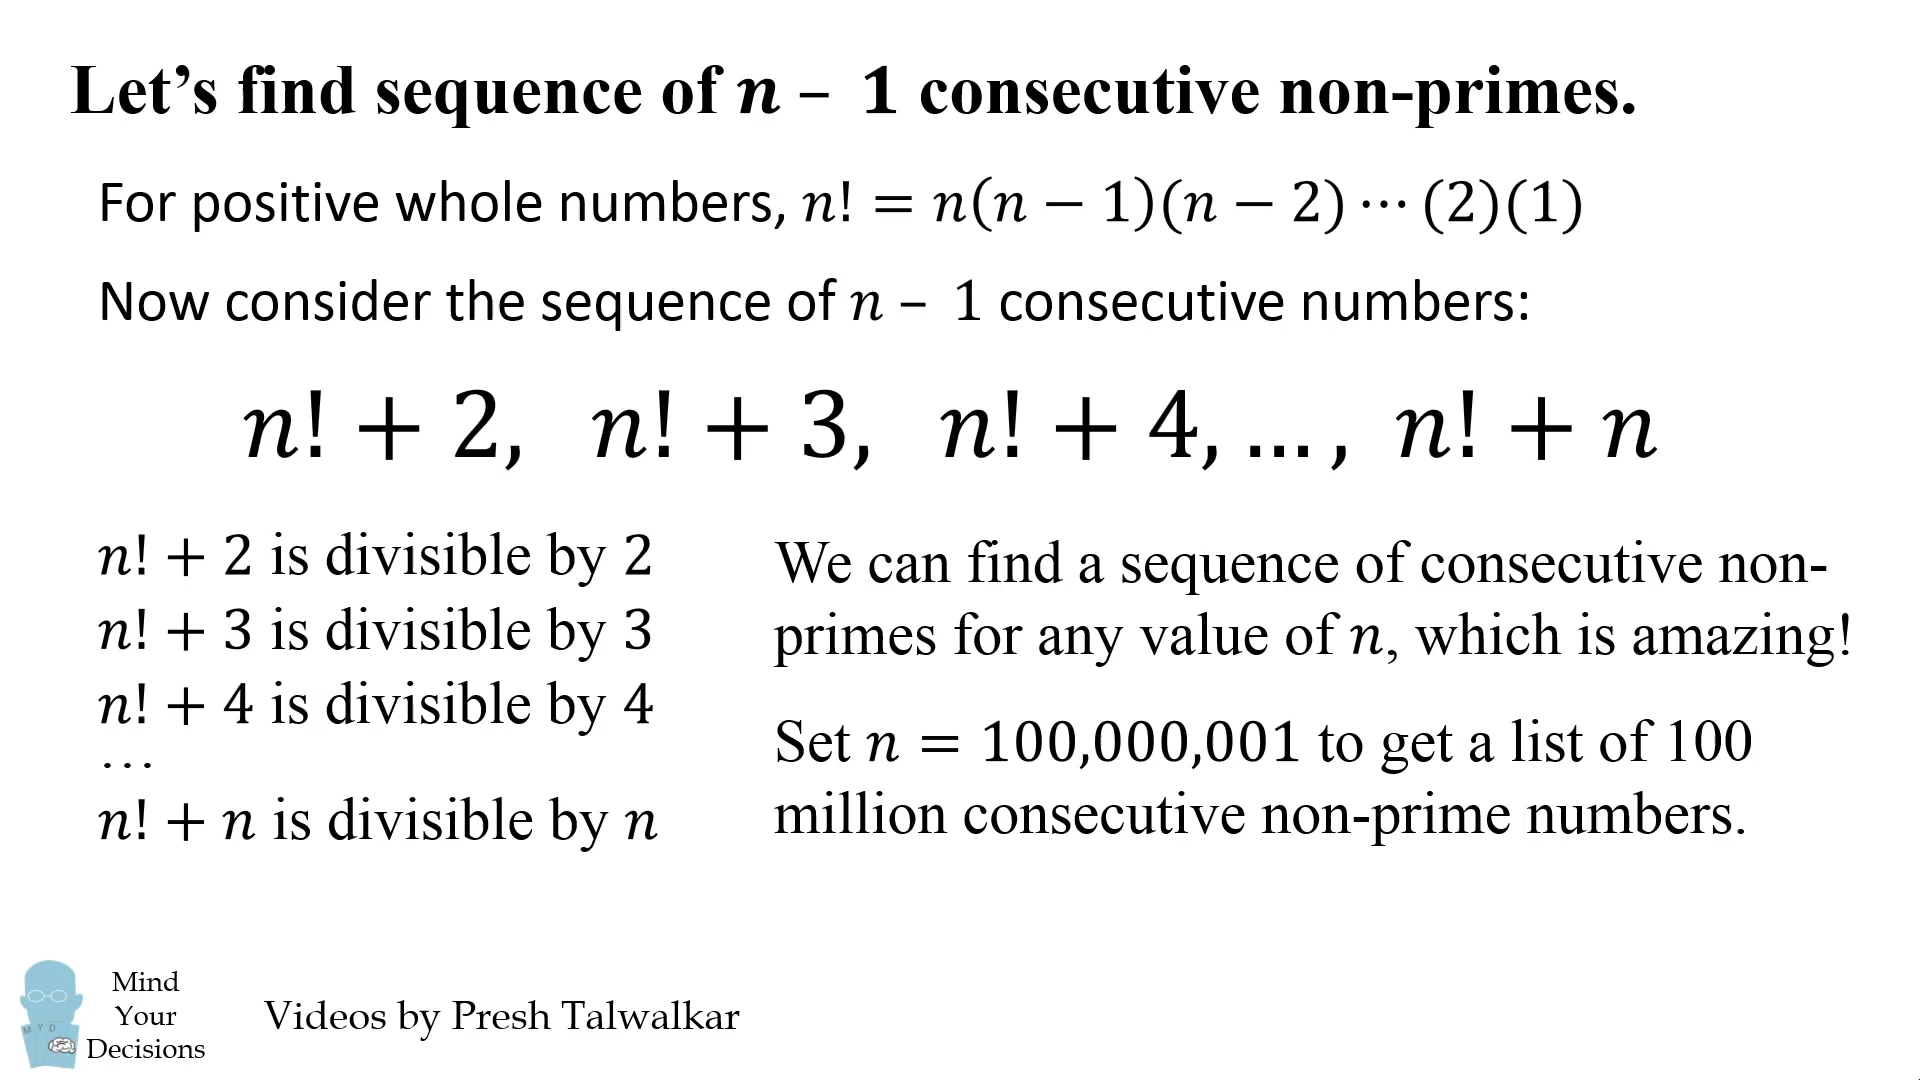 Let’s find sequence of n – 1 consecutive non-primes.
For positive whole numbers, n! = n(n − 1)(n − 2) ⋯ (2)(1)
Now consider the sequence of n – 1 consecutive numbers:
n! + 2, n! + 3, n! + 4, … , n! + n
n! + 2 is divisible by 2
n! + 3 is divisible by 3
n! + 4 is divisible by 4
…
n! + n is divisible by n
We can find a sequence of consecutive non-
primes for any value of n, which is amazing!
Set n = 100,000,001 to get a list of 100
million consecutive non-prime numbers.
M Y D
Mind
Your
Decisions
Videos by Presh Talwalkar